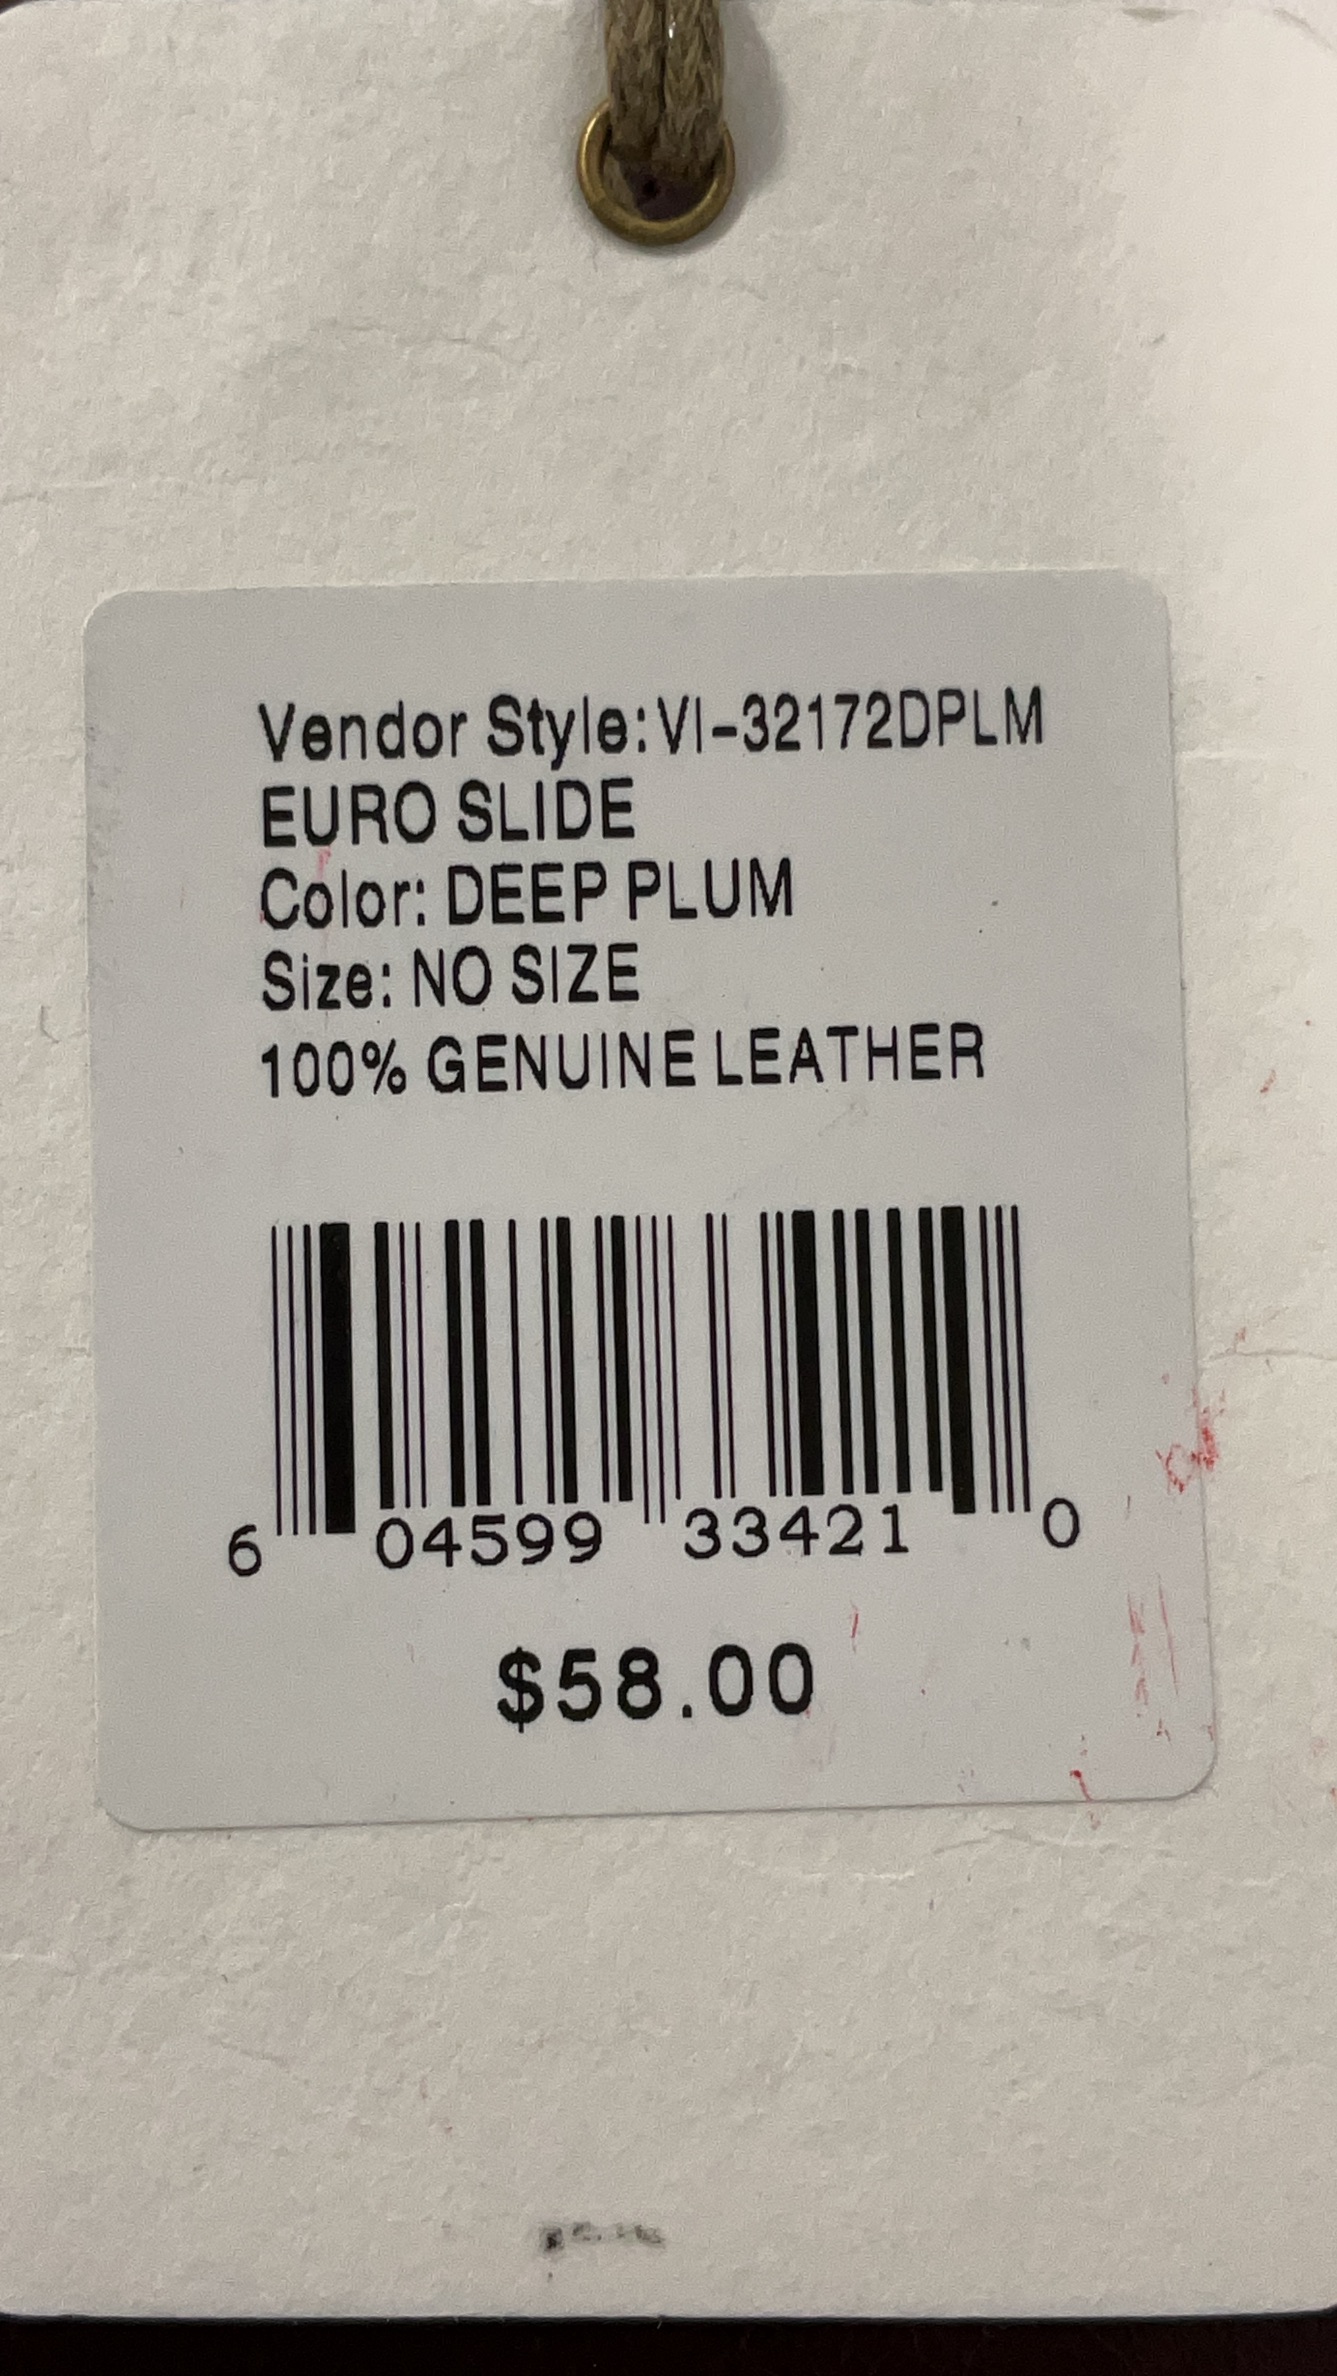 Vendor Style: VI-32172DPLM
EURO SLIDE
Color: DEEP PLUM
Size: NO SIZE
100% GENUINE LEATHER
6 04599 33421 0
$58.00